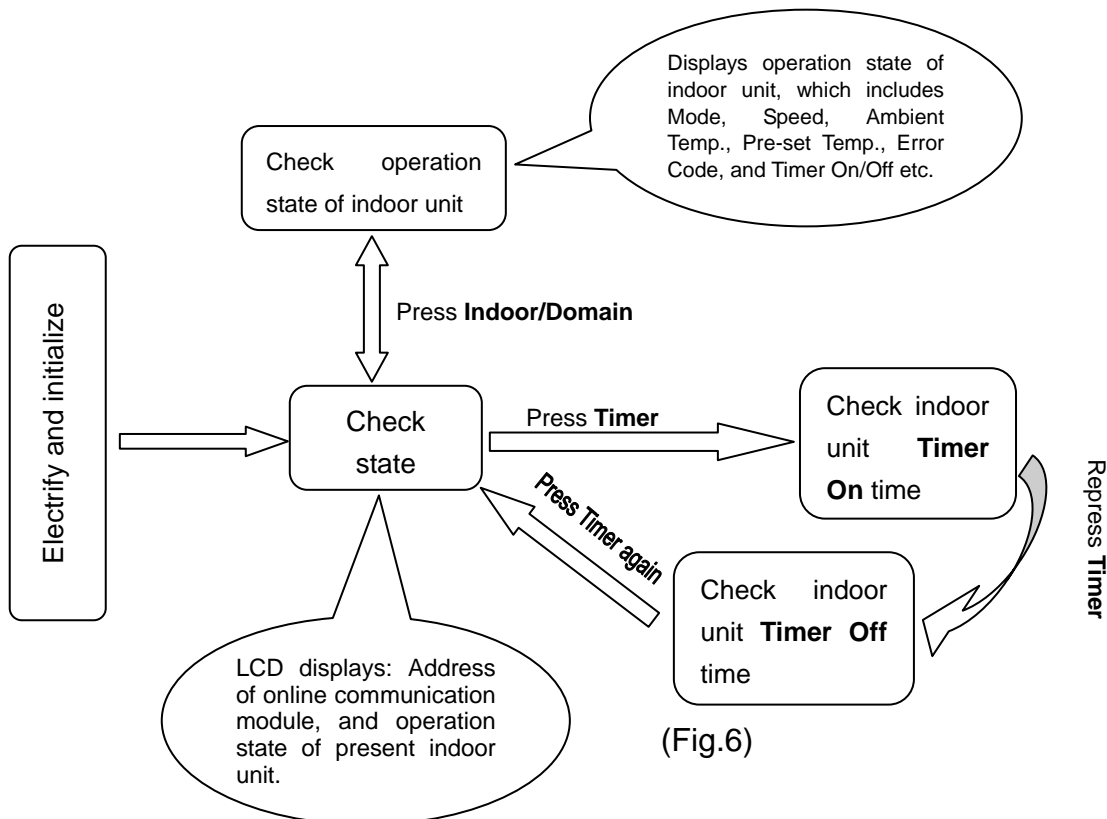 Displays operation state of
indoor unit, which includes
Mode, Speed, Ambient
Temp., Pre-set Temp., Error
Code, and Timer On/Off etc.
Check operation
state of indoor unit
Electrify and initialize
Press Indoor/Domain
Check
state
Press Timer
Check indoor
unit Timer
On time
Repress Timer
Press Timer again
Check indoor
unit Timer Off
time
LCD displays: Address
of online communication
module, and operation
state of present indoor
unit.
(Fig.6)